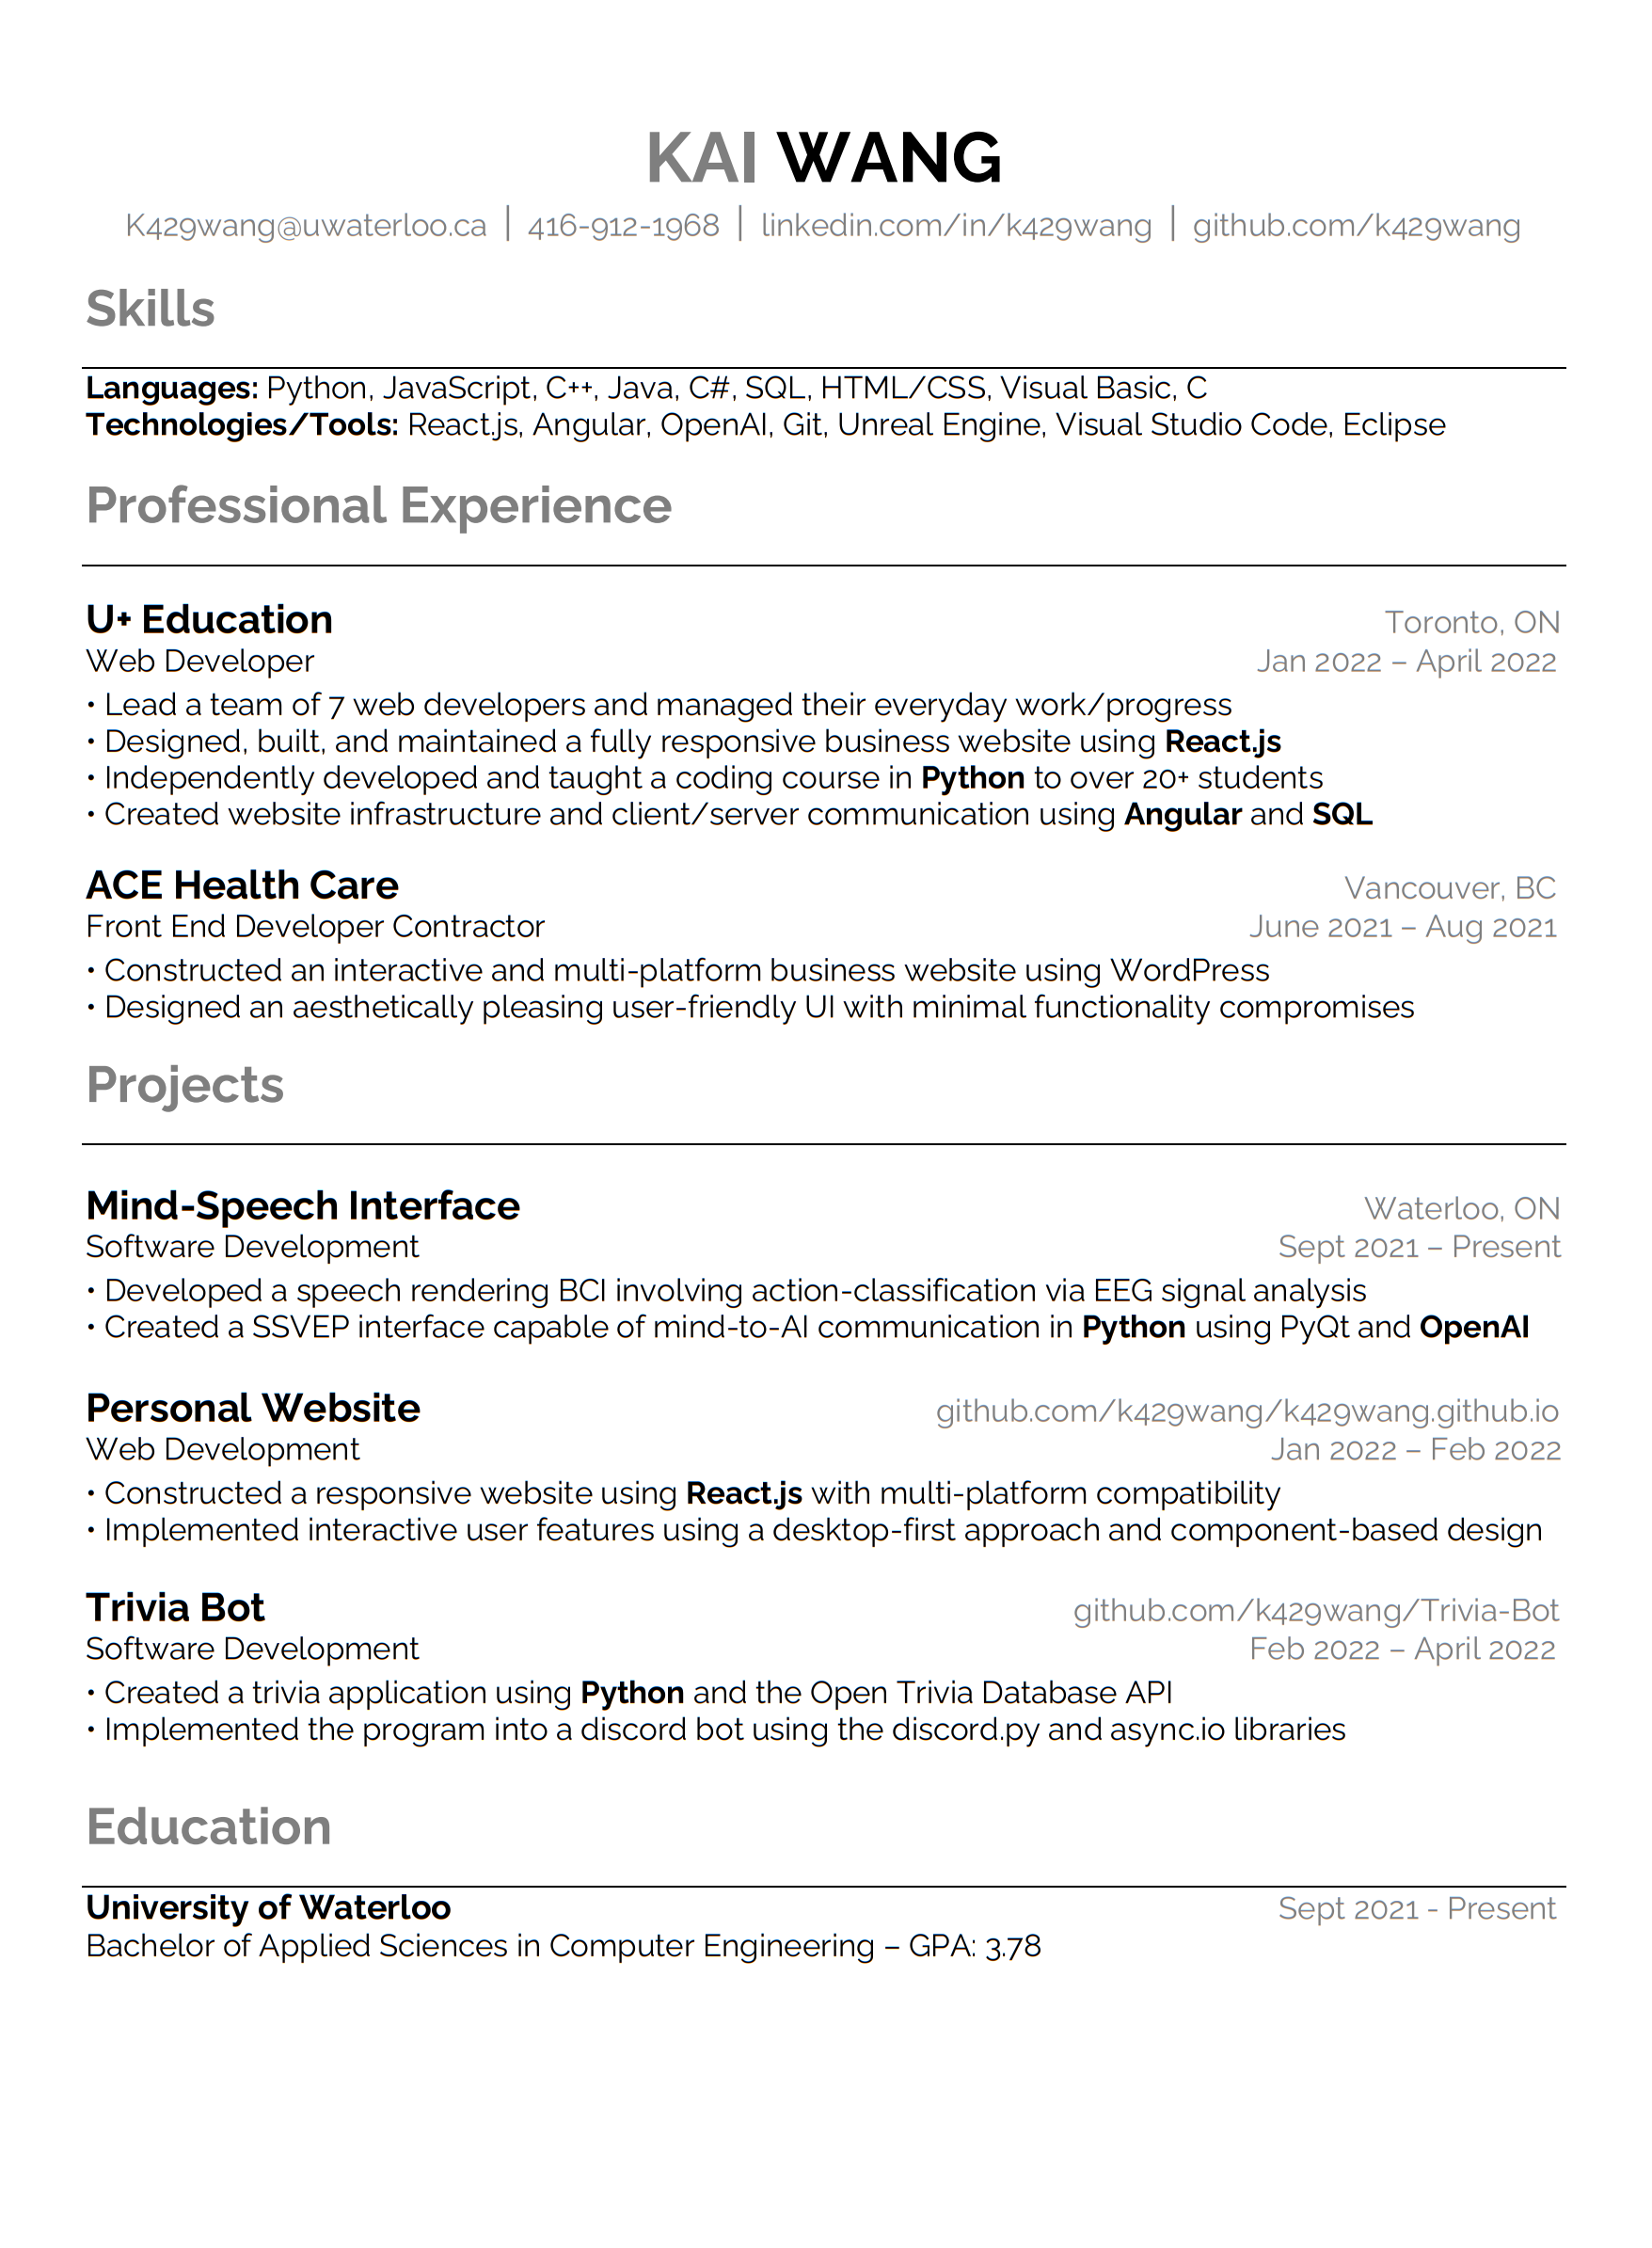 KAI WANG
K429wang@uwaterloo.ca | 416-912-1968 | linkedin.com/in/k429wang | github.com/k429wang
Skills
Languages: Python, JavaScript, C++, Java, C#, SQL, HTML/CSS, Visual Basic, C
Technologies/Tools: React.js, Angular, OpenAI, Git, Unreal Engine, Visual Studio Code, Eclipse
Professional Experience
U+ Education Toronto, ON
Web Developer Jan 2022 – April 2022
• Lead a team of 7 web developers and managed their everyday work/progress
• Designed, built, and maintained a fully responsive business website using React.js
• Independently developed and taught a coding course in Python to over 20+ students
• Created website infrastructure and client/server communication using Angular and SQL
ACE Health Care Vancouver, BC
Front End Developer Contractor June 2021 – Aug 2021
• Constructed an interactive and multi-platform business website using WordPress
• Designed an aesthetically pleasing user-friendly UI with minimal functionality compromises
Projects
Mind-Speech Interface Waterloo, ON
Software Development Sept 2021 – Present
• Developed a speech rendering BCI involving action-classification via EEG signal analysis
• Created a SSVEP interface capable of mind-to-AI communication in Python using PyQt and OpenAI
Personal Website github.com/k429wang/k429wang.github.io
Web Development Jan 2022 – Feb 2022
• Constructed a responsive website using React.js with multi-platform compatibility
• Implemented interactive user features using a desktop-first approach and component-based design
Trivia Bot github.com/k429wang/Trivia-Bot
Software Development Feb 2022 – April 2022
• Created a trivia application using Python and the Open Trivia Database API
• Implemented the program into a discord bot using the discord.py and async.io libraries
Education
University of Waterloo Sept 2021 - Present
Bachelor of Applied Sciences in Computer Engineering – GPA: 3.78